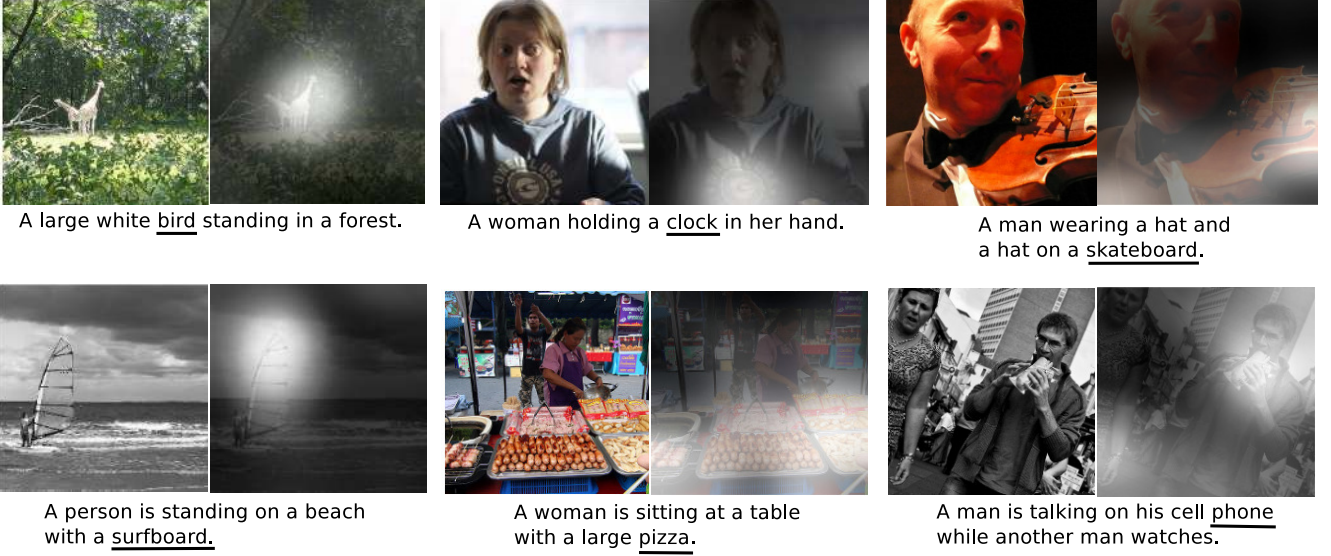 A large white bird standing in a forest.
A woman holding a clock in her hand.
A man wearing a hat and
a hat on a skateboard.
A person is standing on a beach
with a surfboard.
A woman is sitting at a table
with a large pizza.
A man is talking on his cell phone
while another man watches.